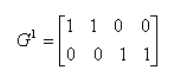 G¹ = [1 1 0 0
0 0 1 1]